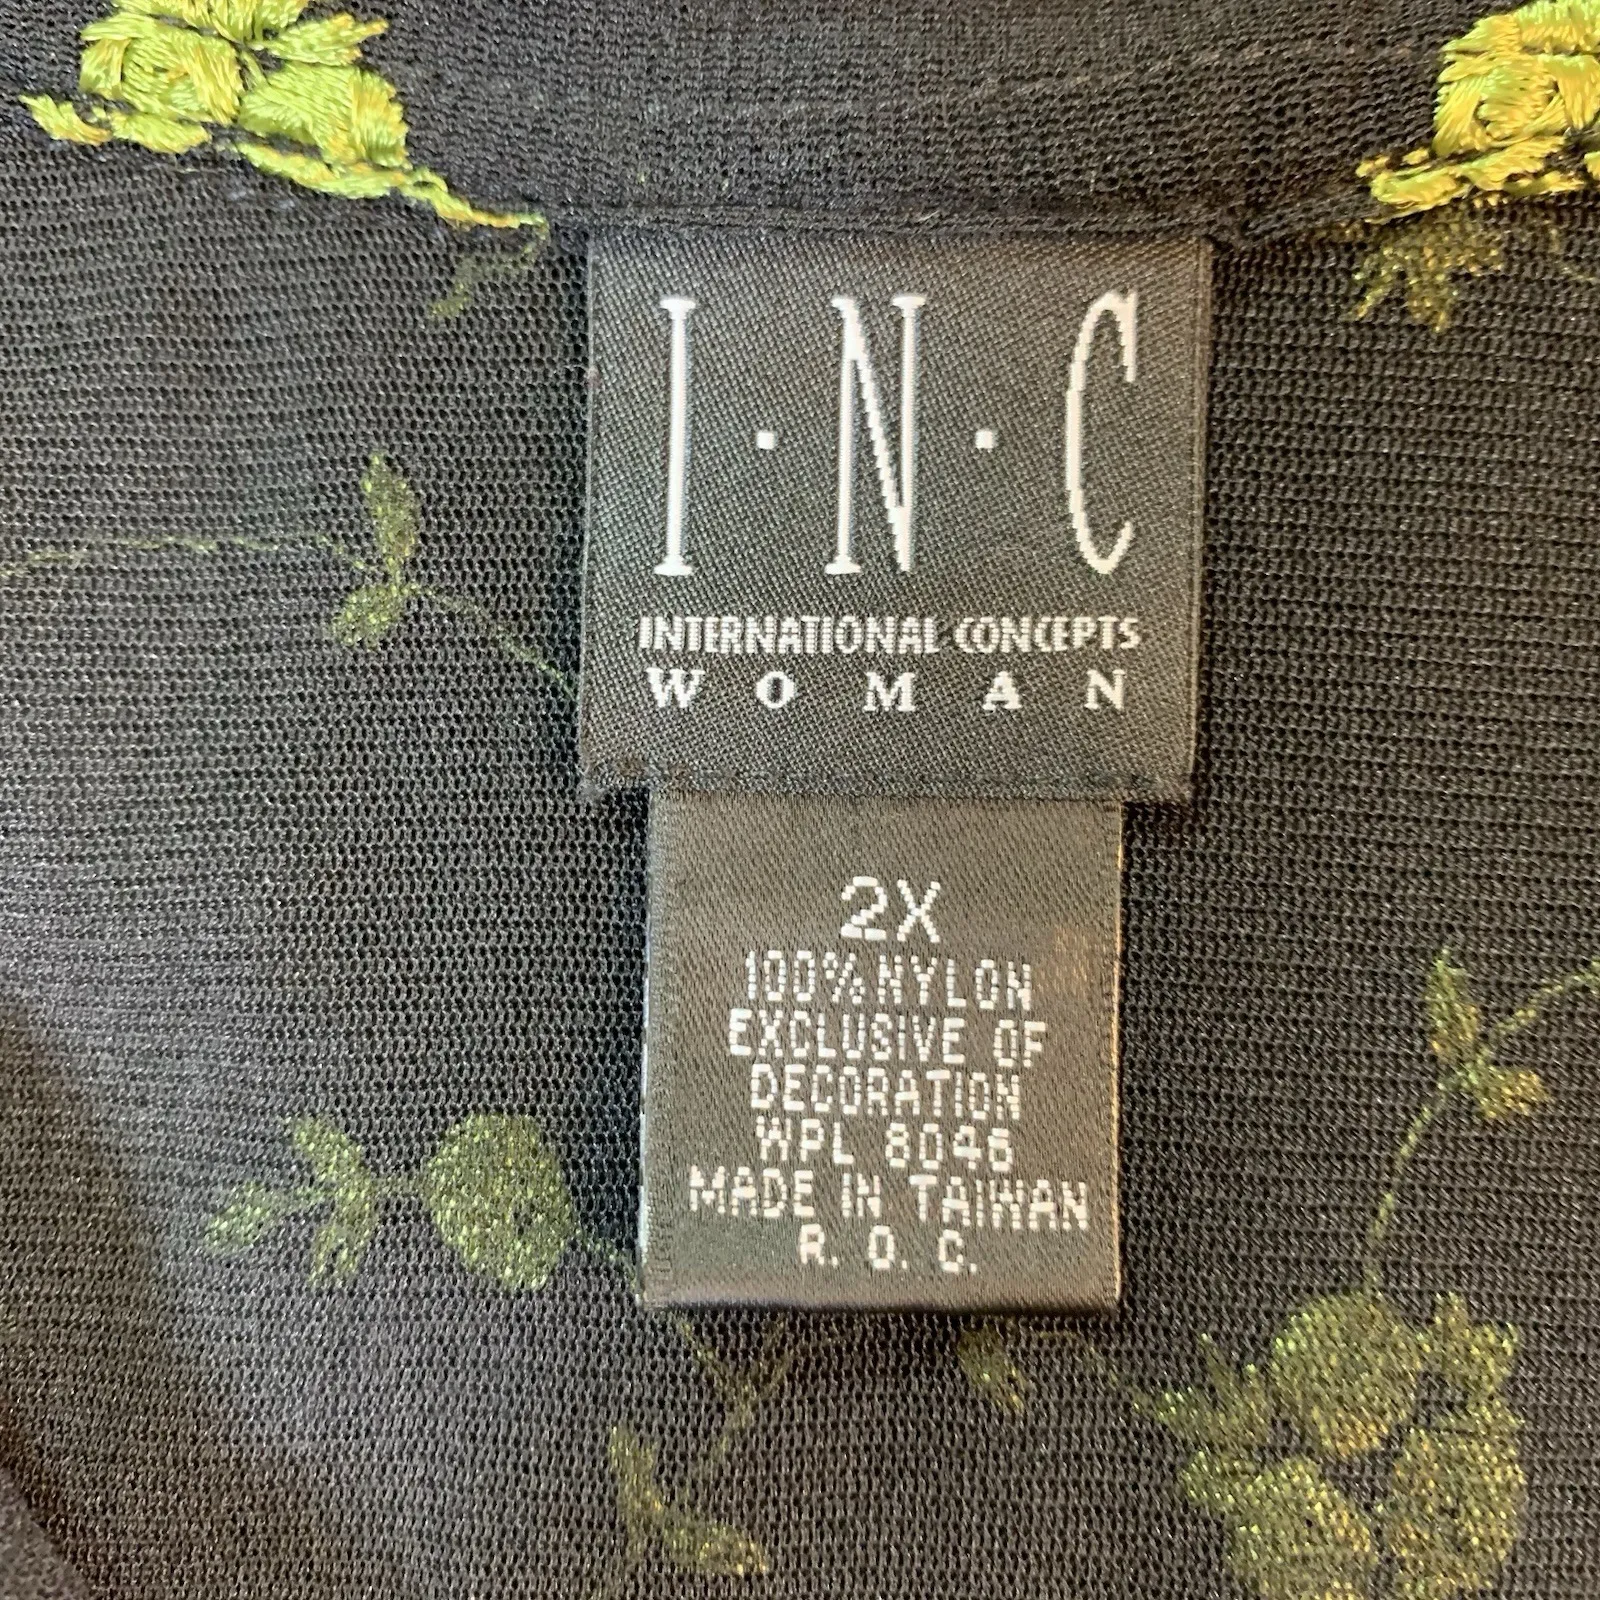 I·N·C
INTERNATIONAL CONCEPTS
WOMAN
2X
100% NYLON
EXCLUSIVE OF
DECORATION
WPL 8046
MADE IN TAIWAN
R. O. C.